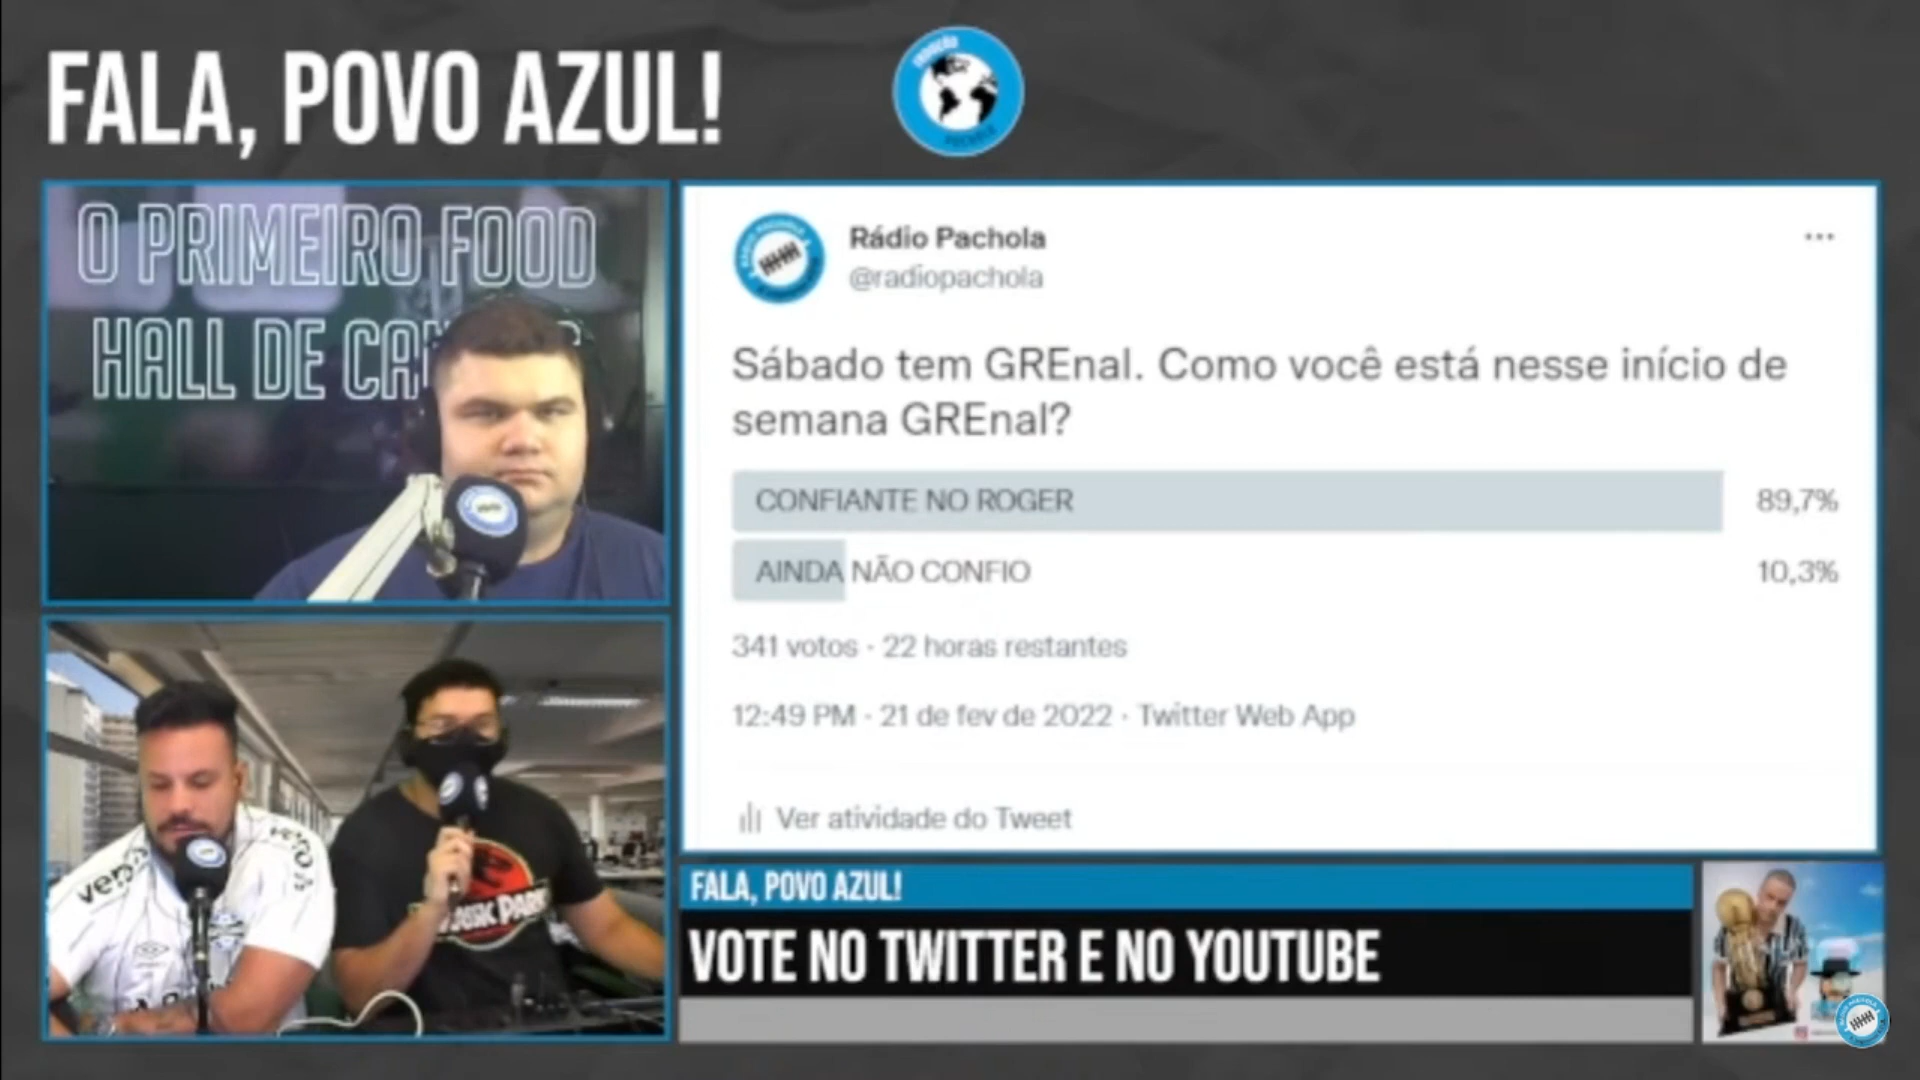 FALA, POVO AZUL!
O PRIMEIRO FOOD
HALL DE
Rádio Pachola
@radiopachola
Sábado tem GREnal. Como você está nesse início de
semana GREnal?
CONFIANTE NO ROGER
89,7%
AINDA NÃO CONFIO
10,3%
341 votos · 22 horas restantes
12:49 PM · 21 de fev de 2022 · Twitter Web App
Ver atividade do Tweet
FALA, POVO AZUL!
VOTE NO TWITTER E NO YOUTUBE